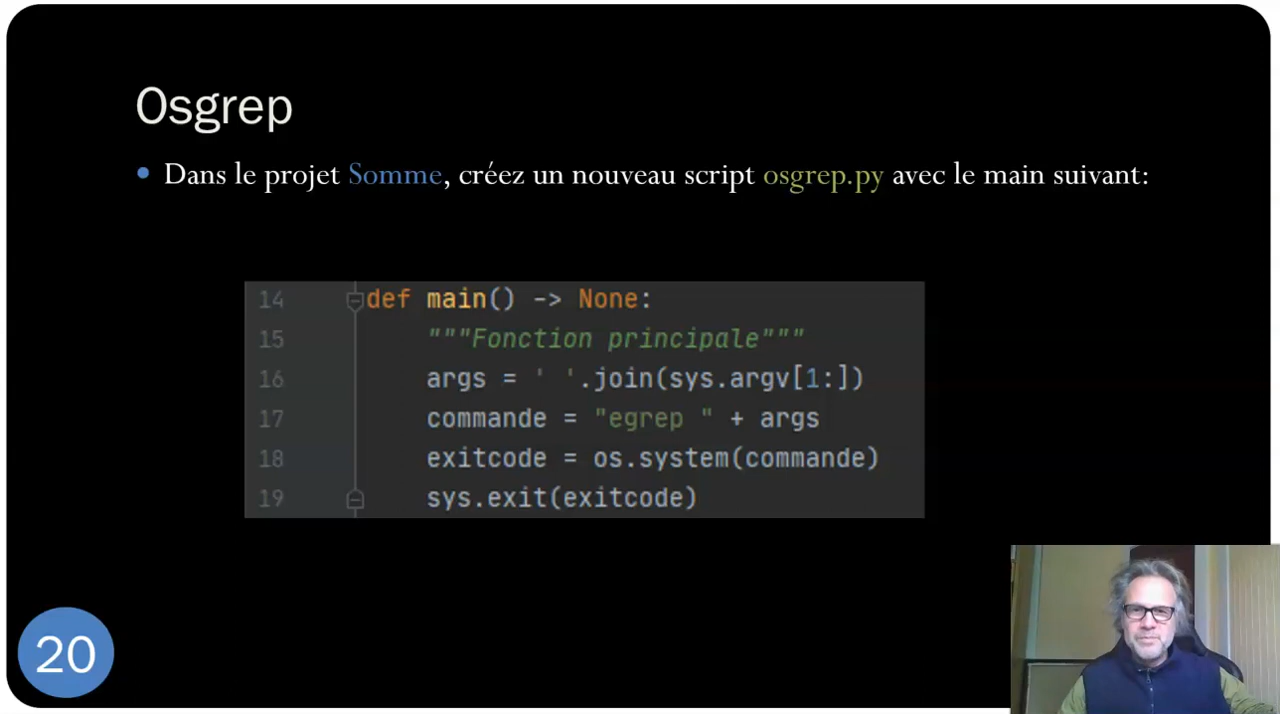 Osgrep
Dans le projet Somme, créez un nouveau script osgrep.py avec le main suivant:
14 def main() -> None:
15 """Fonction principale"""
16 args = ' '.join(sys.argv[1:])
17 commande = "egrep " + args
18 exitcode = os.system(commande)
19 sys.exit(exitcode)
20